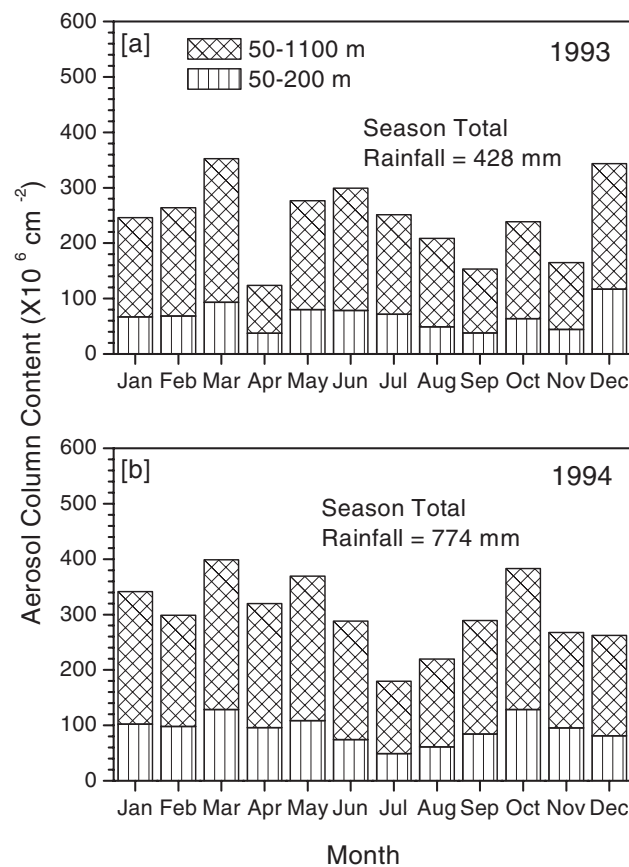 Aerosol Column Content (X10 ⁶ cm ⁻²)
[a]
50-1100 m
50-200 m
1993
Season Total
Rainfall = 428 mm
600
500
400
300
200
100
0
Jan Feb Mar Apr May Jun Jul Aug Sep Oct Nov Dec
[b]
1994
Season Total
Rainfall = 774 mm
600
500
400
300
200
100
0
Jan Feb Mar Apr May Jun Jul Aug Sep Oct Nov Dec
Month